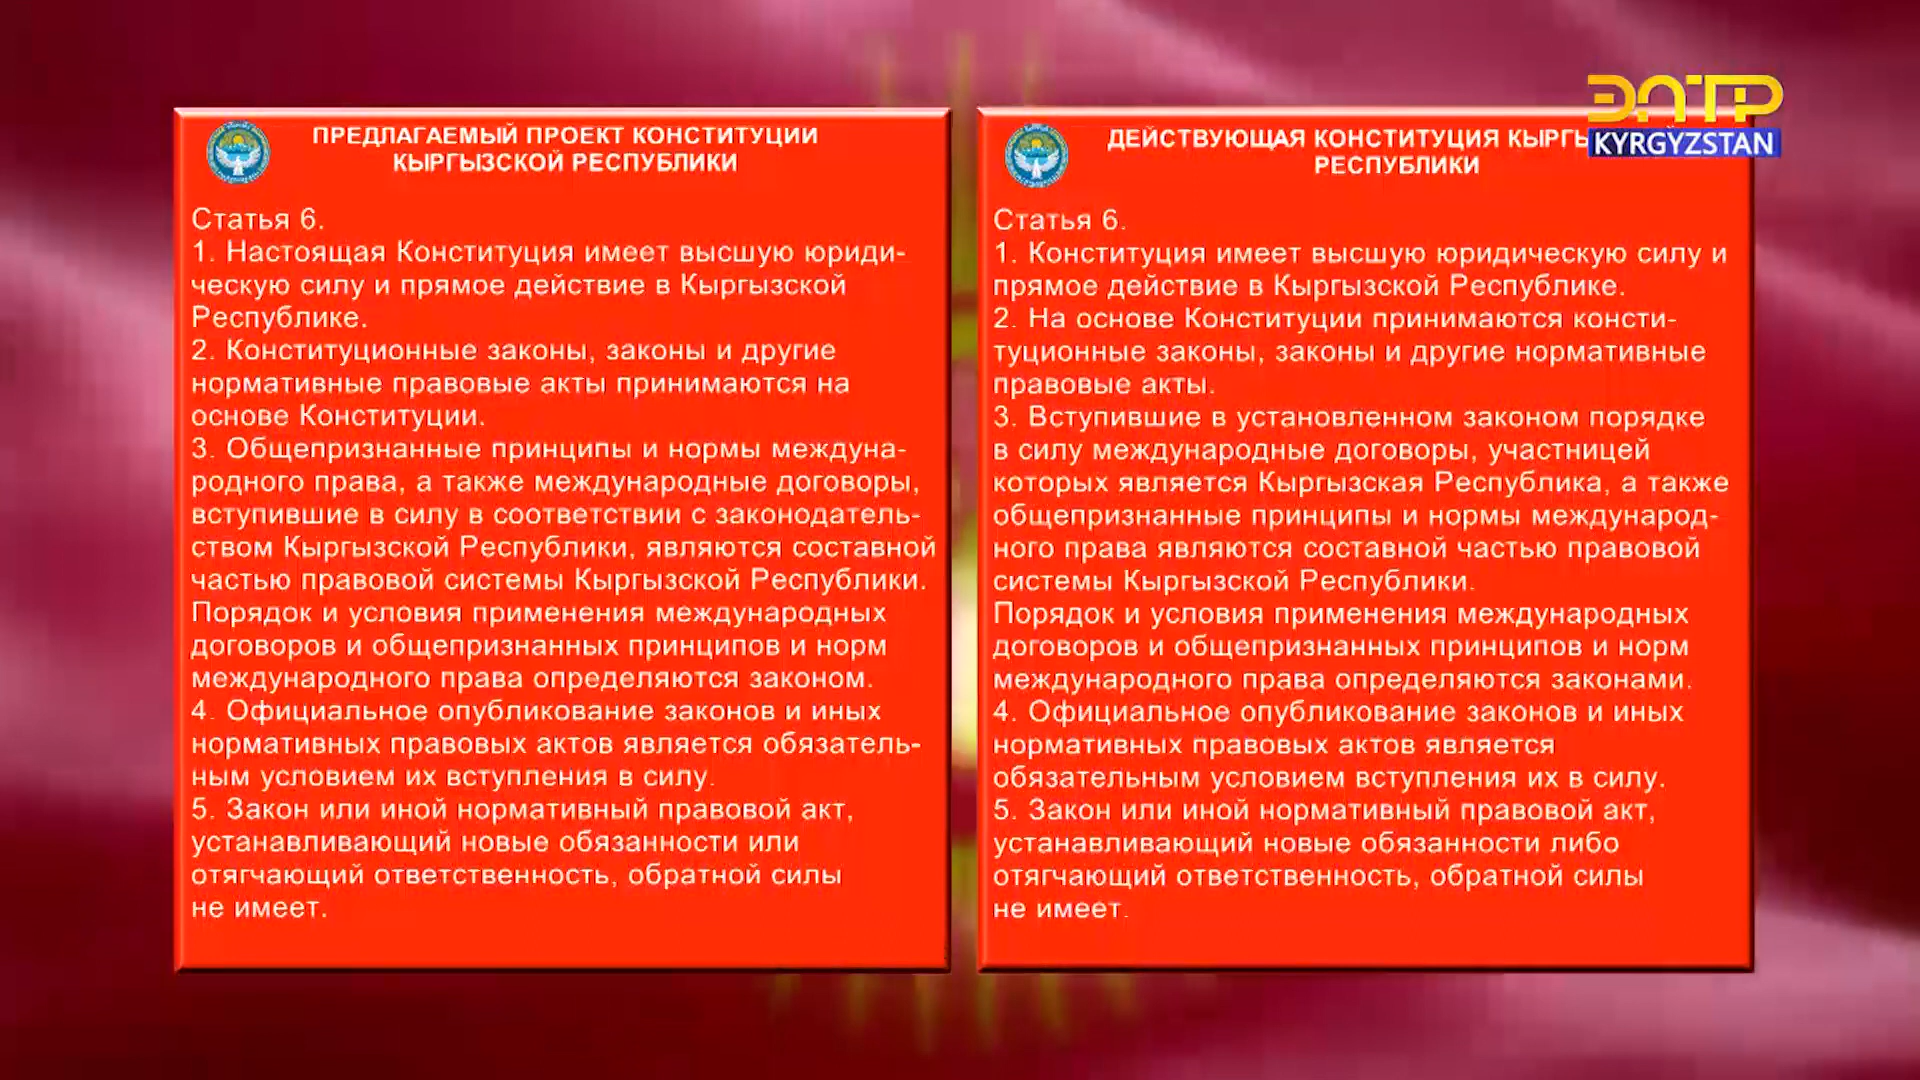 ПРЕДЛАГАЕМЫЙ ПРОЕКТ КОНСТИТУЦИИ
КЫРГЫЗСКОЙ РЕСПУБЛИКИ
Статья 6.
1. Настоящая Конституция имеет высшую юриди-
ческую силу и прямое действие в Кыргызской
Республике.
2. Конституционные законы, законы и другие
нормативные правовые акты принимаются на
основе Конституции.
3. Общепризнанные принципы и нормы междуна-
родного права, а также международные договоры,
вступившие в силу в соответствии с законодатель-
ством Кыргызской Республики, являются составной
частью правовой системы Кыргызской Республики.
Порядок и условия применения международных
договоров и общепризнанных принципов и норм
международного права определяются законом.
4. Официальное опубликование законов и иных
нормативных правовых актов является обязатель-
ным условием их вступления в силу.
5. Закон или иной нормативный правовой акт,
устанавливающий новые обязанности или
отягчающий ответственность, обратной силы
не имеет.
ДЕЙСТВУЮЩАЯ КОНСТИТУЦИЯ
РЕСПУБЛИКИ
Статья 6.
1. Конституция имеет высшую юридическую силу и
прямое действие в Кыргызской Республике.
2. На основе Конституции принимаются консти-
туционные законы, законы и другие нормативные
правовые акты.
3. Вступившие в установленном законом порядке
в силу международные договоры, участницей
которых является Кыргызская Республика, а также
общепризнанные принципы и нормы международ-
ного права являются составной частью правовой
системы Кыргызской Республики.
Порядок и условия применения международных
договоров и общепризнанных принципов и норм
международного права определяются законами.
4. Официальное опубликование законов и иных
нормативных правовых актов является
обязательным условием вступления их в силу.
5. Закон или иной нормативный правовой акт,
устанавливающий новые обязанности либо
отягчающий ответственность, обратной силы
не имеет.
ЭЛТР
KYRGYZSTAN